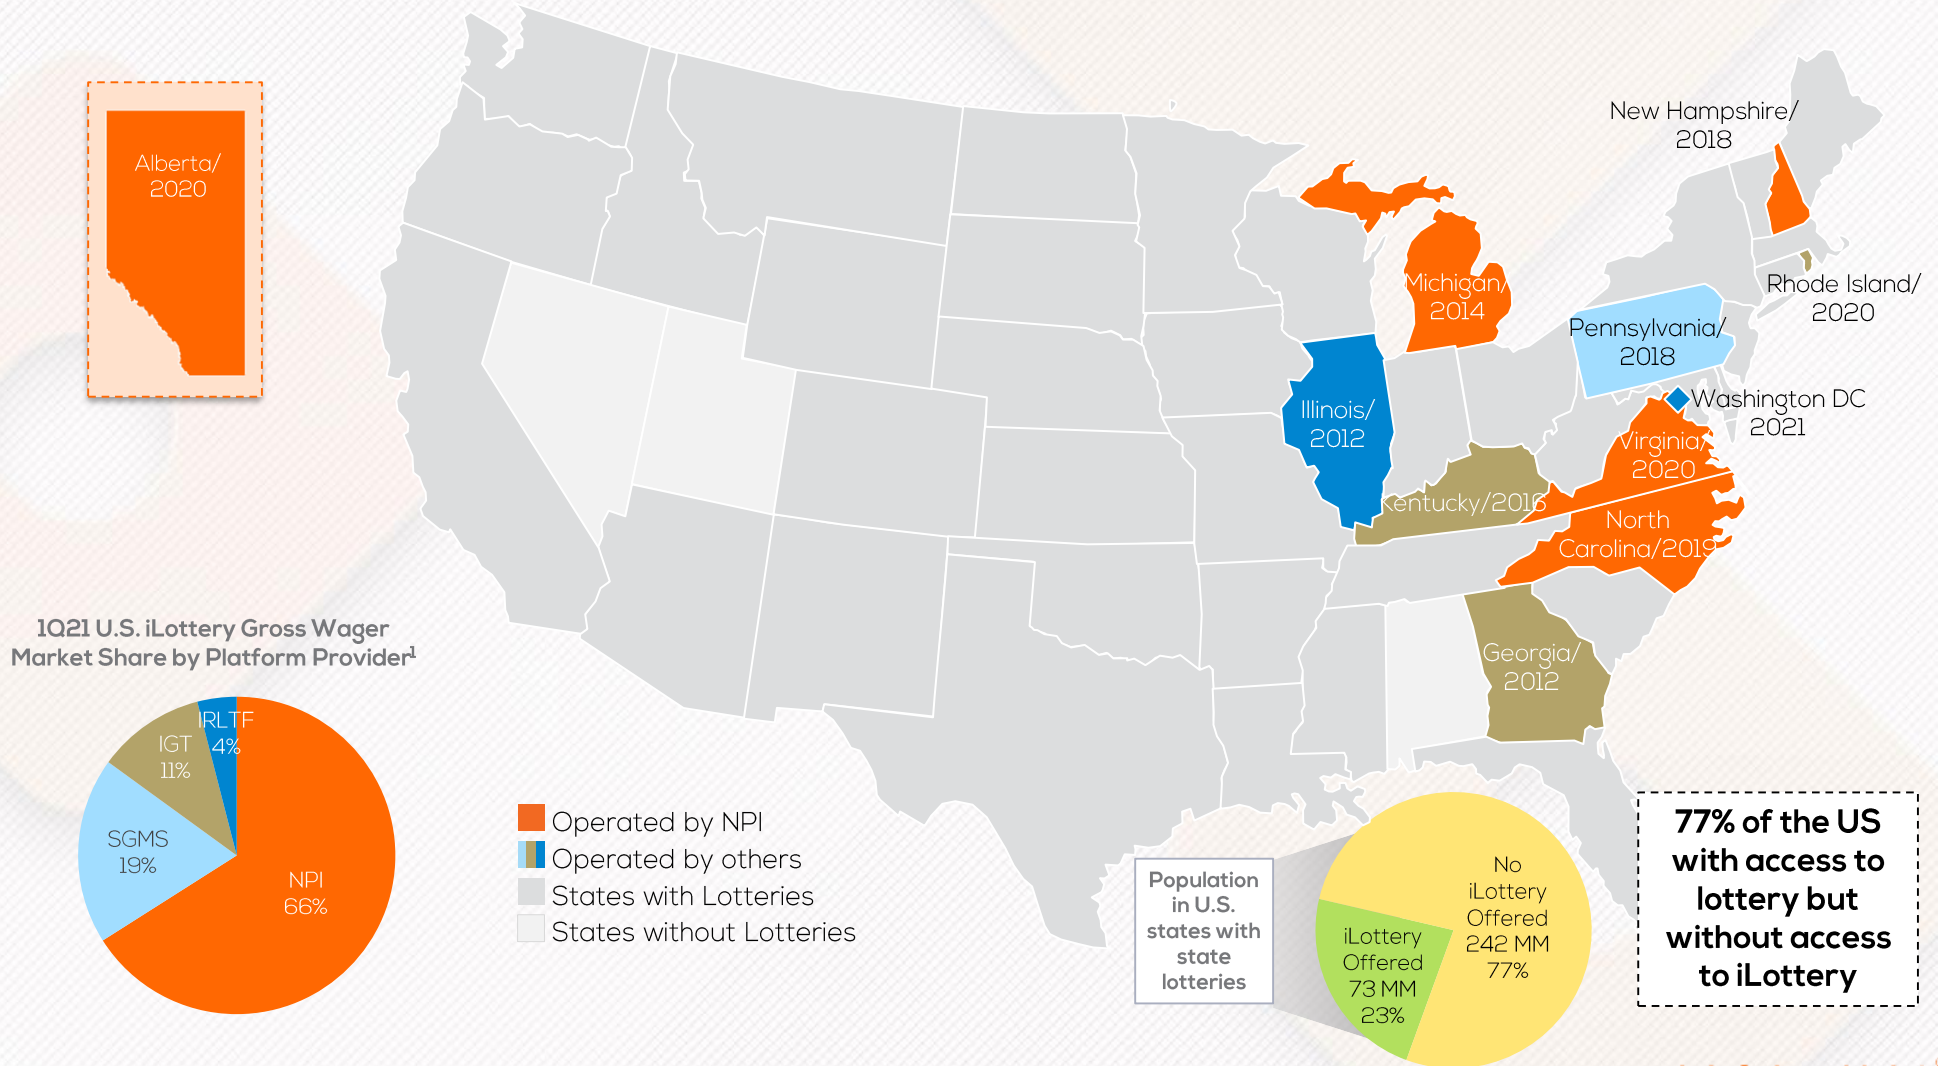 Alberta/
2020
New Hampshire/
2018
Michigan/
2014
Rhode Island/
2020
Pennsylvania/
2018
Washington DC
2021
Illinois/
2012
Virginia/
2020
Kentucky/2016
North
Carolina/2019
Georgia/
2012
1Q21 U.S. iLottery Gross Wager
Market Share by Platform Provider¹
IRLTF
4%
IGT
11%
SGMS
19%
NPI
66%
Operated by NPI
Operated by others
States with Lotteries
States without Lotteries
Population
in U.S.
states with
state
lotteries
No
iLottery
Offered
242 MM
77%
iLottery
Offered
73 MM
23%
77% of the US
with access to
lottery but
without access
to iLottery